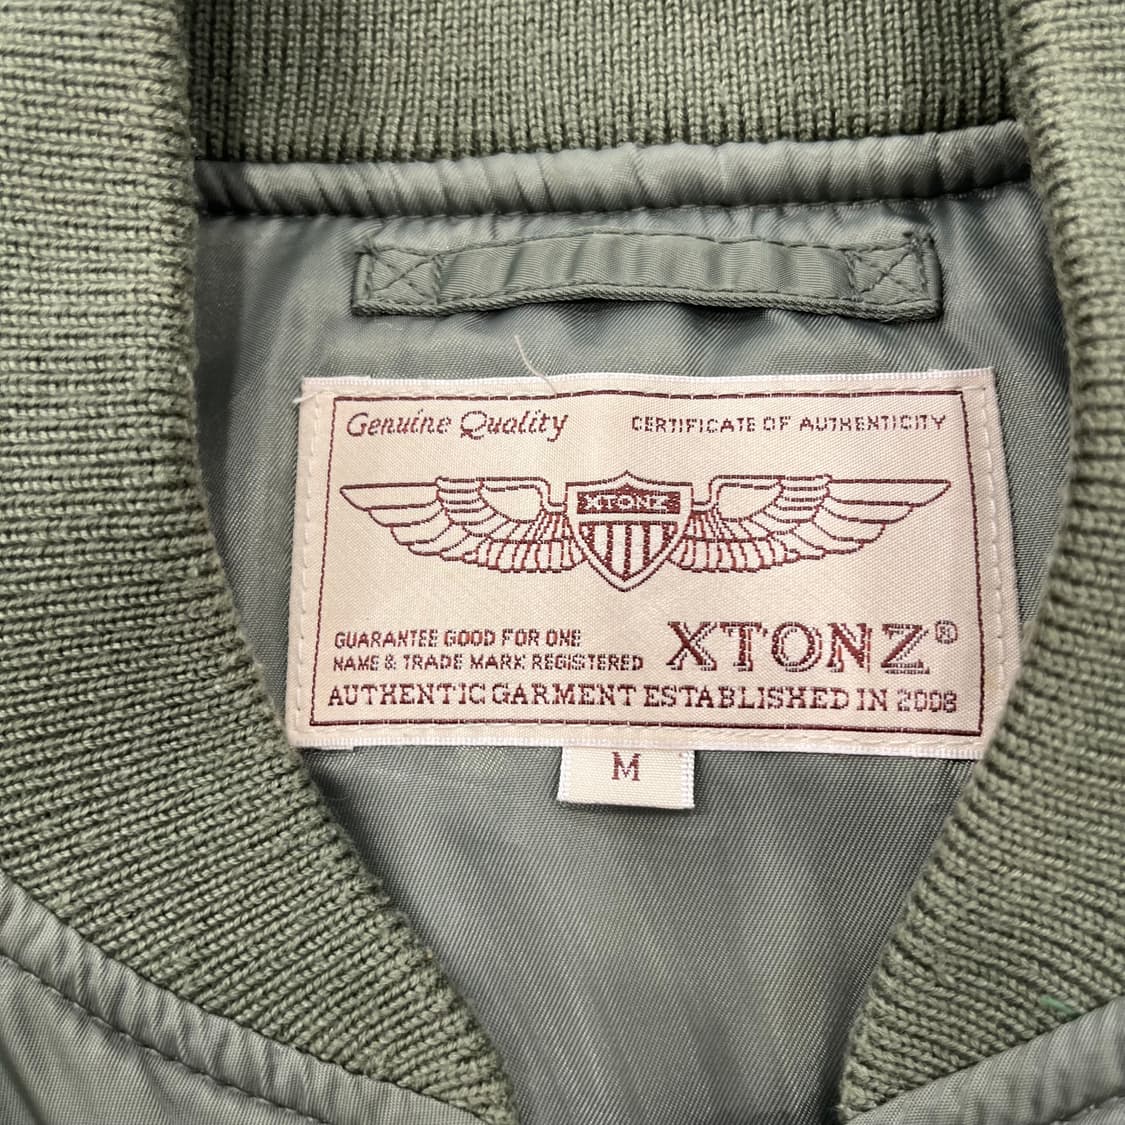 Genuine Quality
CERTIFICATE OF AUTHENTICITY
XTONZ
GUARANTEE GOOD FOR ONE
NAME & TRADE MARK REGISTERED
XTONZ®
AUTHENTIC GARMENT ESTABLISHED IN 2008
M